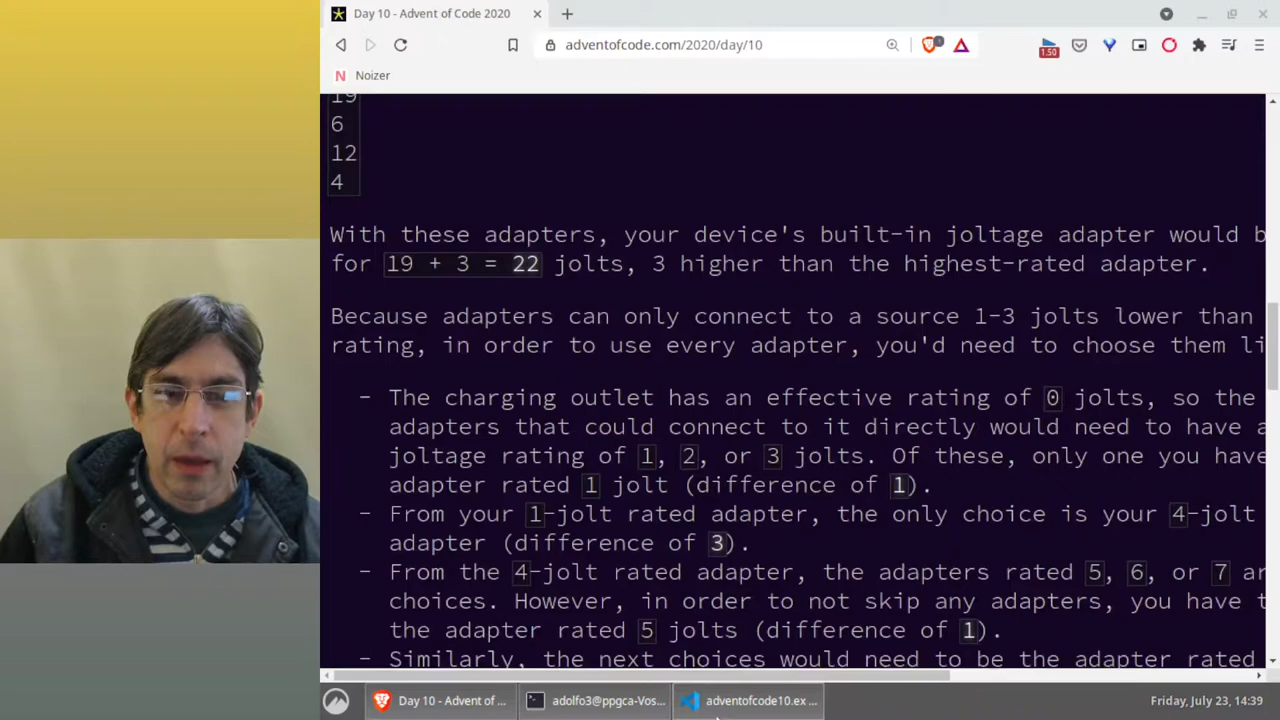 Day 10 - Advent of Code 2020
adventofcode.com/2020/day/10
1.50
N Noizer
19
6
12
4
With these adapters, your device's built-in joltage adapter would b
for 19 + 3 = 22 jolts, 3 higher than the highest-rated adapter.
Because adapters can only connect to a source 1-3 jolts lower than
rating, in order to use every adapter, you'd need to choose them li
- The charging outlet has an effective rating of 0 jolts, so the
adapters that could connect to it directly would need to have a
joltage rating of 1, 2, or 3 jolts. Of these, only one you have
adapter rated 1 jolt (difference of 1).
- From your 1-jolt rated adapter, the only choice is your 4-jolt
adapter (difference of 3).
- From the 4-jolt rated adapter, the adapters rated 5, 6, or 7 ar
choices. However, in order to not skip any adapters, you have t
the adapter rated 5 jolts (difference of 1).
- Similarly, the next choices would need to be the adapter rated
Day 10 - Advent of ...
adolfo3@ppgca-Vos...
adventofcode10.ex ...
Friday, July 23, 14:39